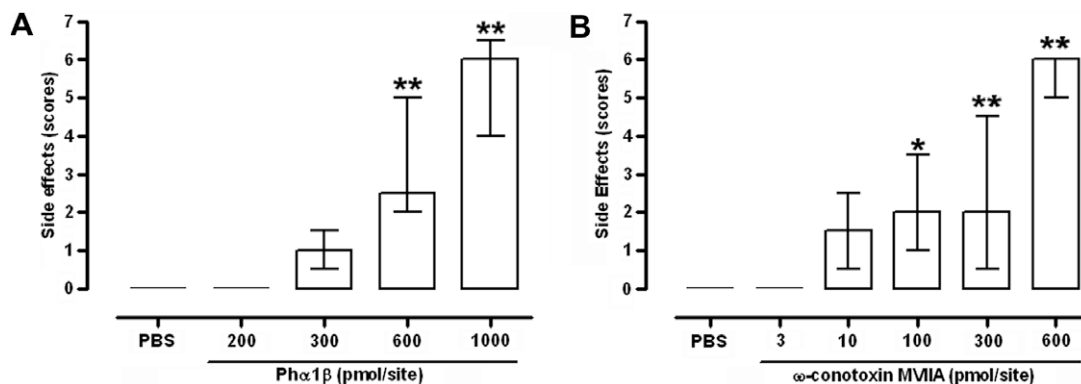 A
Side effects (scores)
7
6
5
4
3
2
1
0
**
**
PBS 200 300 600 1000
Phα1β (pmol/site)
B
Side Effects (scores)
7
6
5
4
3
2
1
0
*
**
**
PBS 3 10 100 300 600
ω-conotoxin MVIIA (pmol/site)